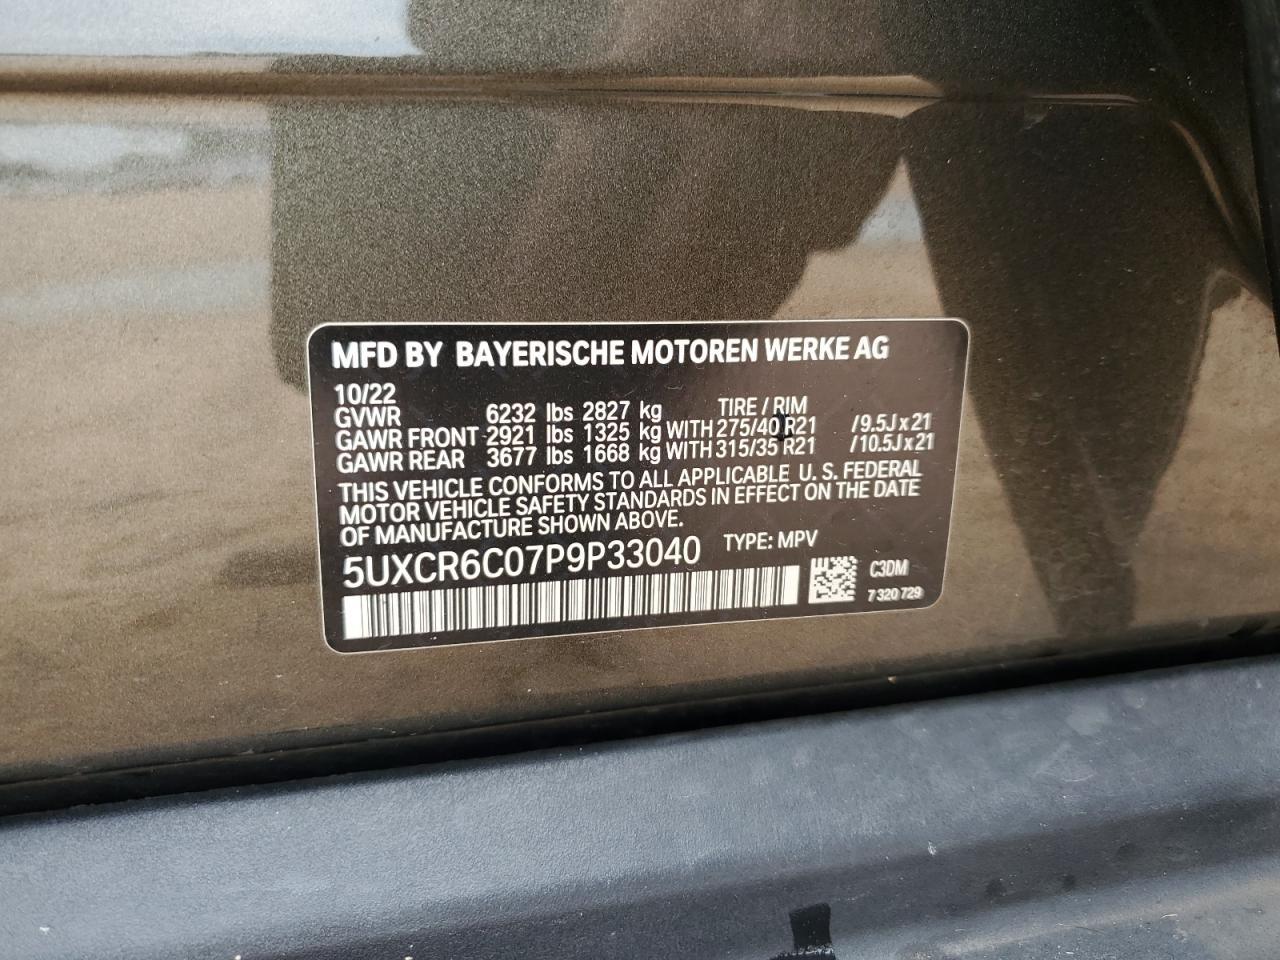 MFD BY BAYERISCHE MOTOREN WERKE AG
10/22
GVWR 6232 lbs 2827 kg TIRE / RIM
GAWR FRONT 2921 lbs 1325 kg WITH 275/40 R21 /9.5J x 21
GAWR REAR 3677 lbs 1668 kg WITH 315/35 R21 /10.5J x 21
THIS VEHICLE CONFORMS TO ALL APPLICABLE U. S. FEDERAL
MOTOR VEHICLE SAFETY STANDARDS IN EFFECT ON THE DATE
OF MANUFACTURE SHOWN ABOVE.
5UXCR6C07P9P33040 TYPE: MPV
C3DM
7 320 729